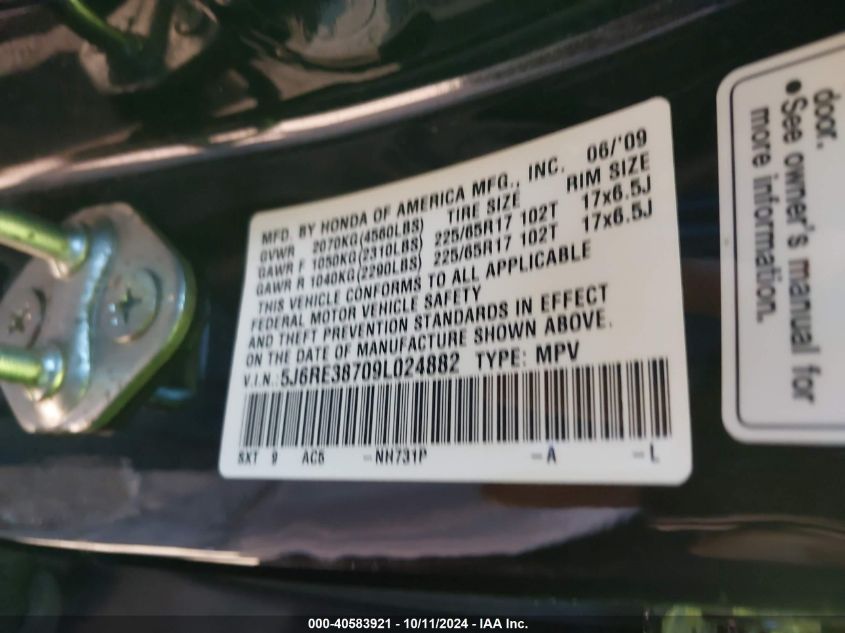 MFD. BY HONDA OF AMERICA MFG., INC. 06/'09
GVWR 2070KG(4560LBS) TIRE SIZE RIM SIZE
GAWR F 1050KG(2310LBS) 225/65R17 102T 17x6.5J
GAWR R 1040KG(2290LBS) 225/65R17 102T 17x6.5J
THIS VEHICLE CONFORMS TO ALL APPLICABLE
FEDERAL MOTOR VEHICLE SAFETY
AND THEFT PREVENTION STANDARDS IN EFFECT
ON THE DATE OF MANUFACTURE SHOWN ABOVE.
V.I.N.: 5J6RE38709L024882 TYPE: MPV
SXT 9 AC5 -NH731P -A -L
door.
•See owner's manual for
more information.
000-40583921 - 10/11/2024 - IAA Inc.